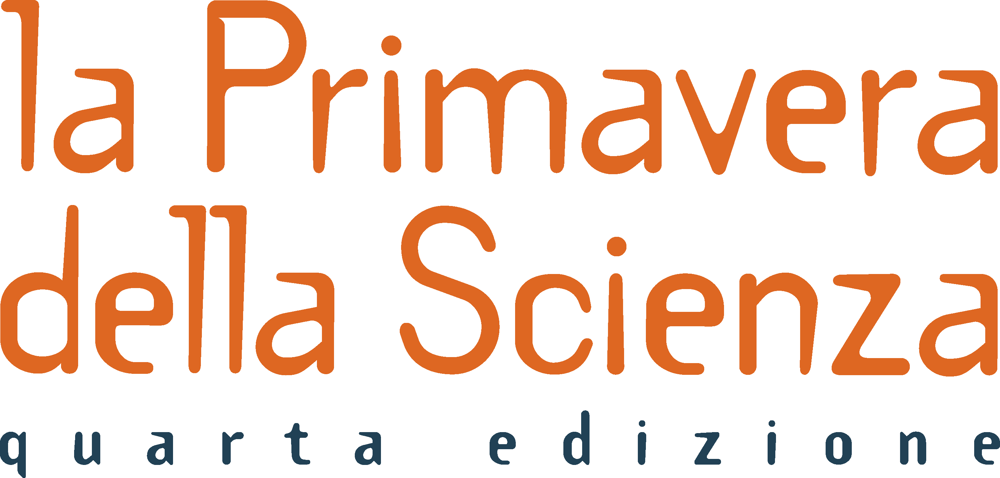 la Primavera
della Scienza
quarta edizione